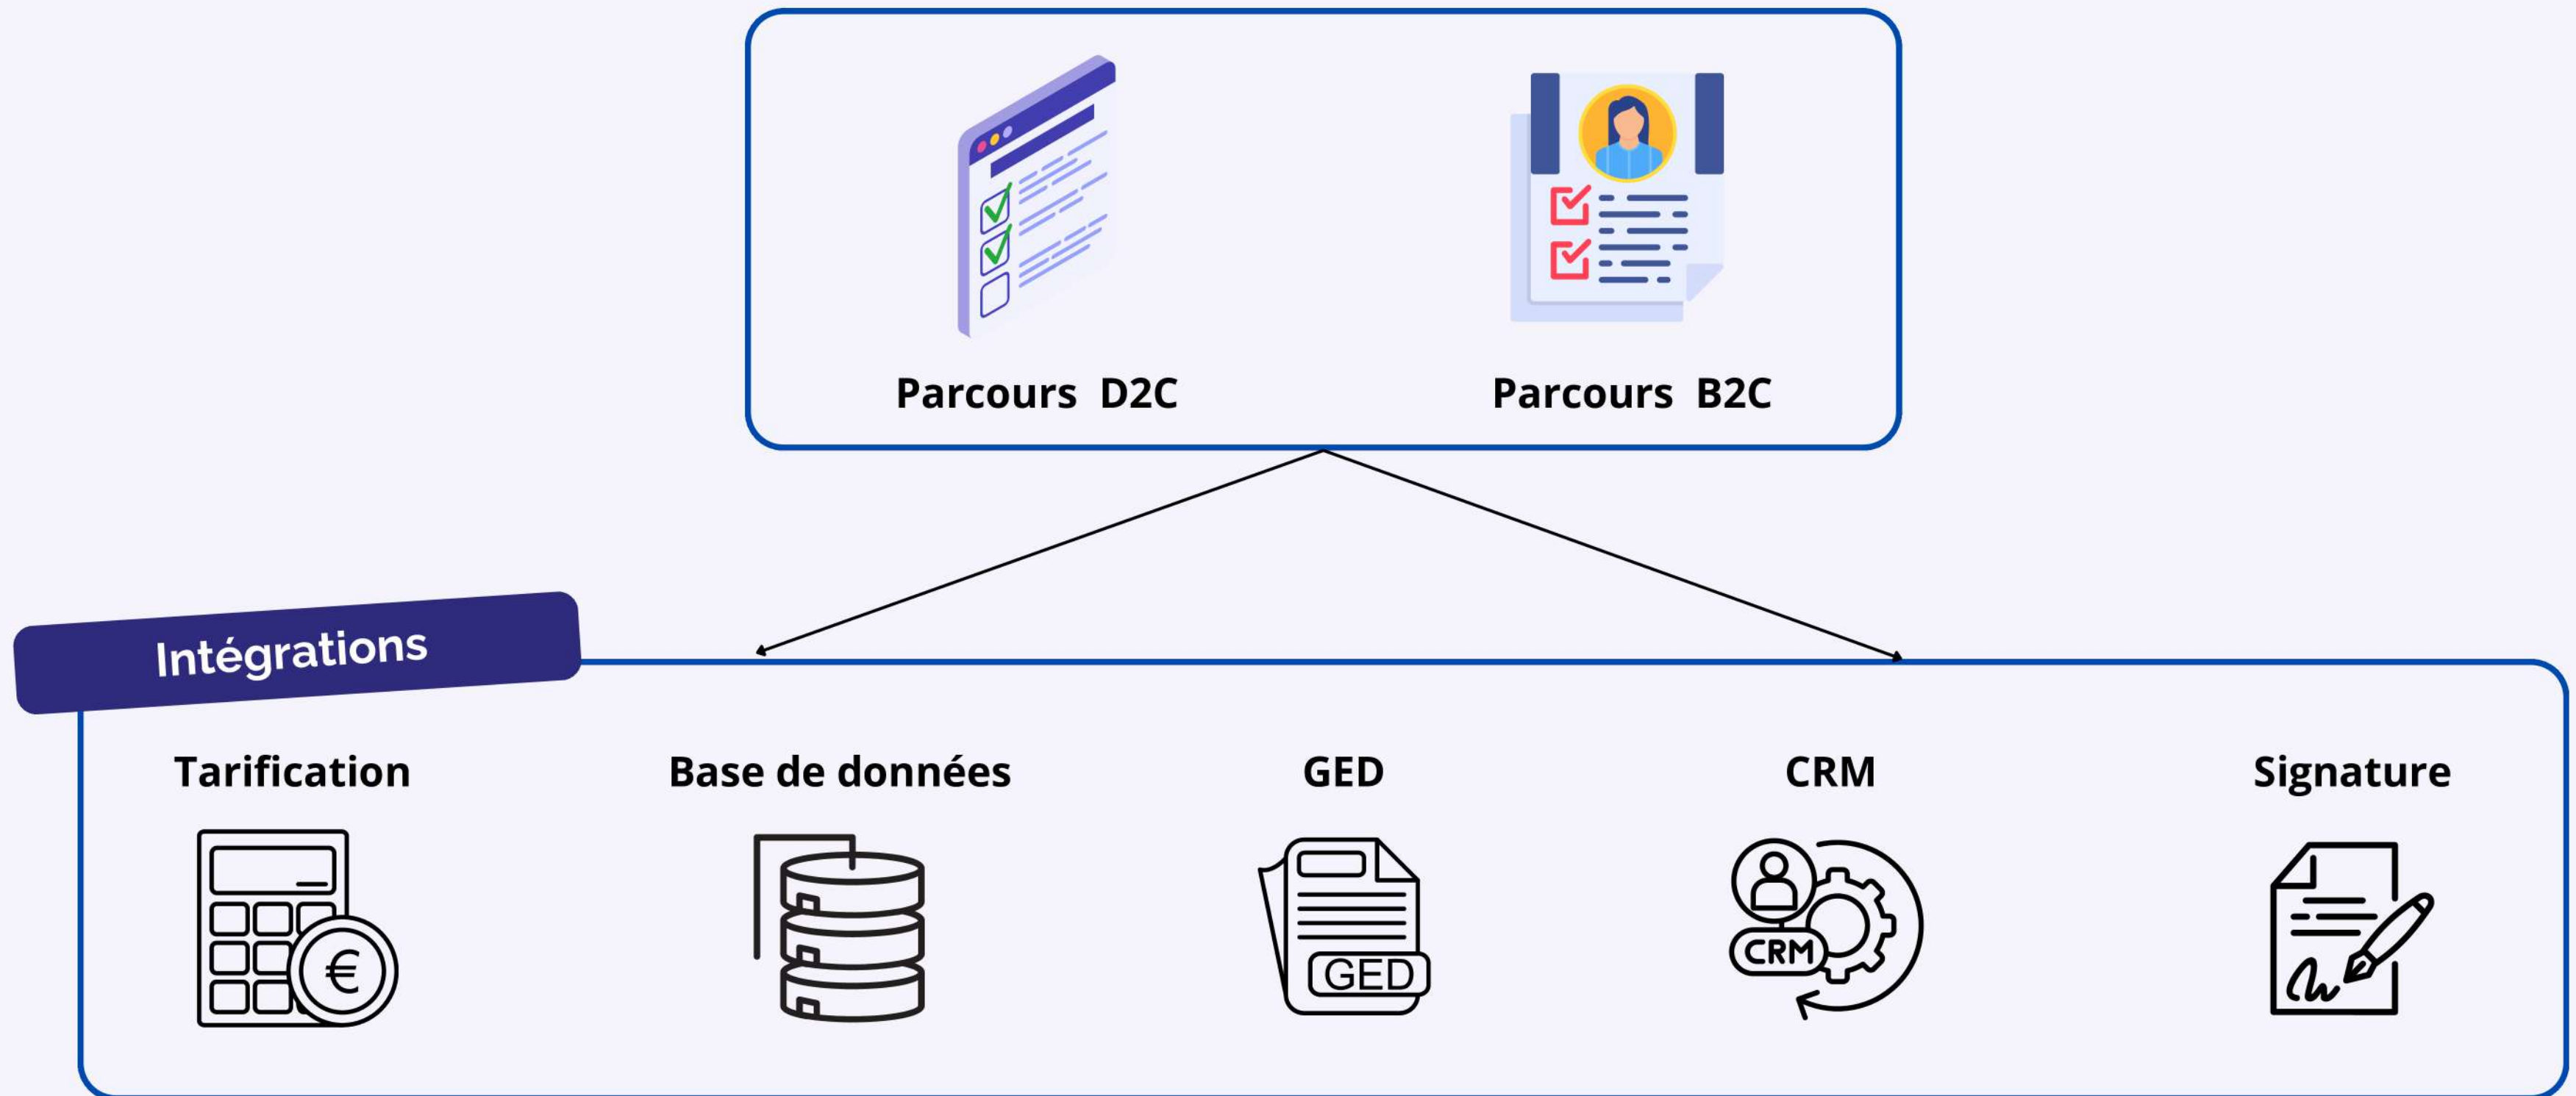 Parcours D2C
Parcours B2C
Intégrations
Tarification
Base de données
GED
CRM
Signature
€
GED
CRM